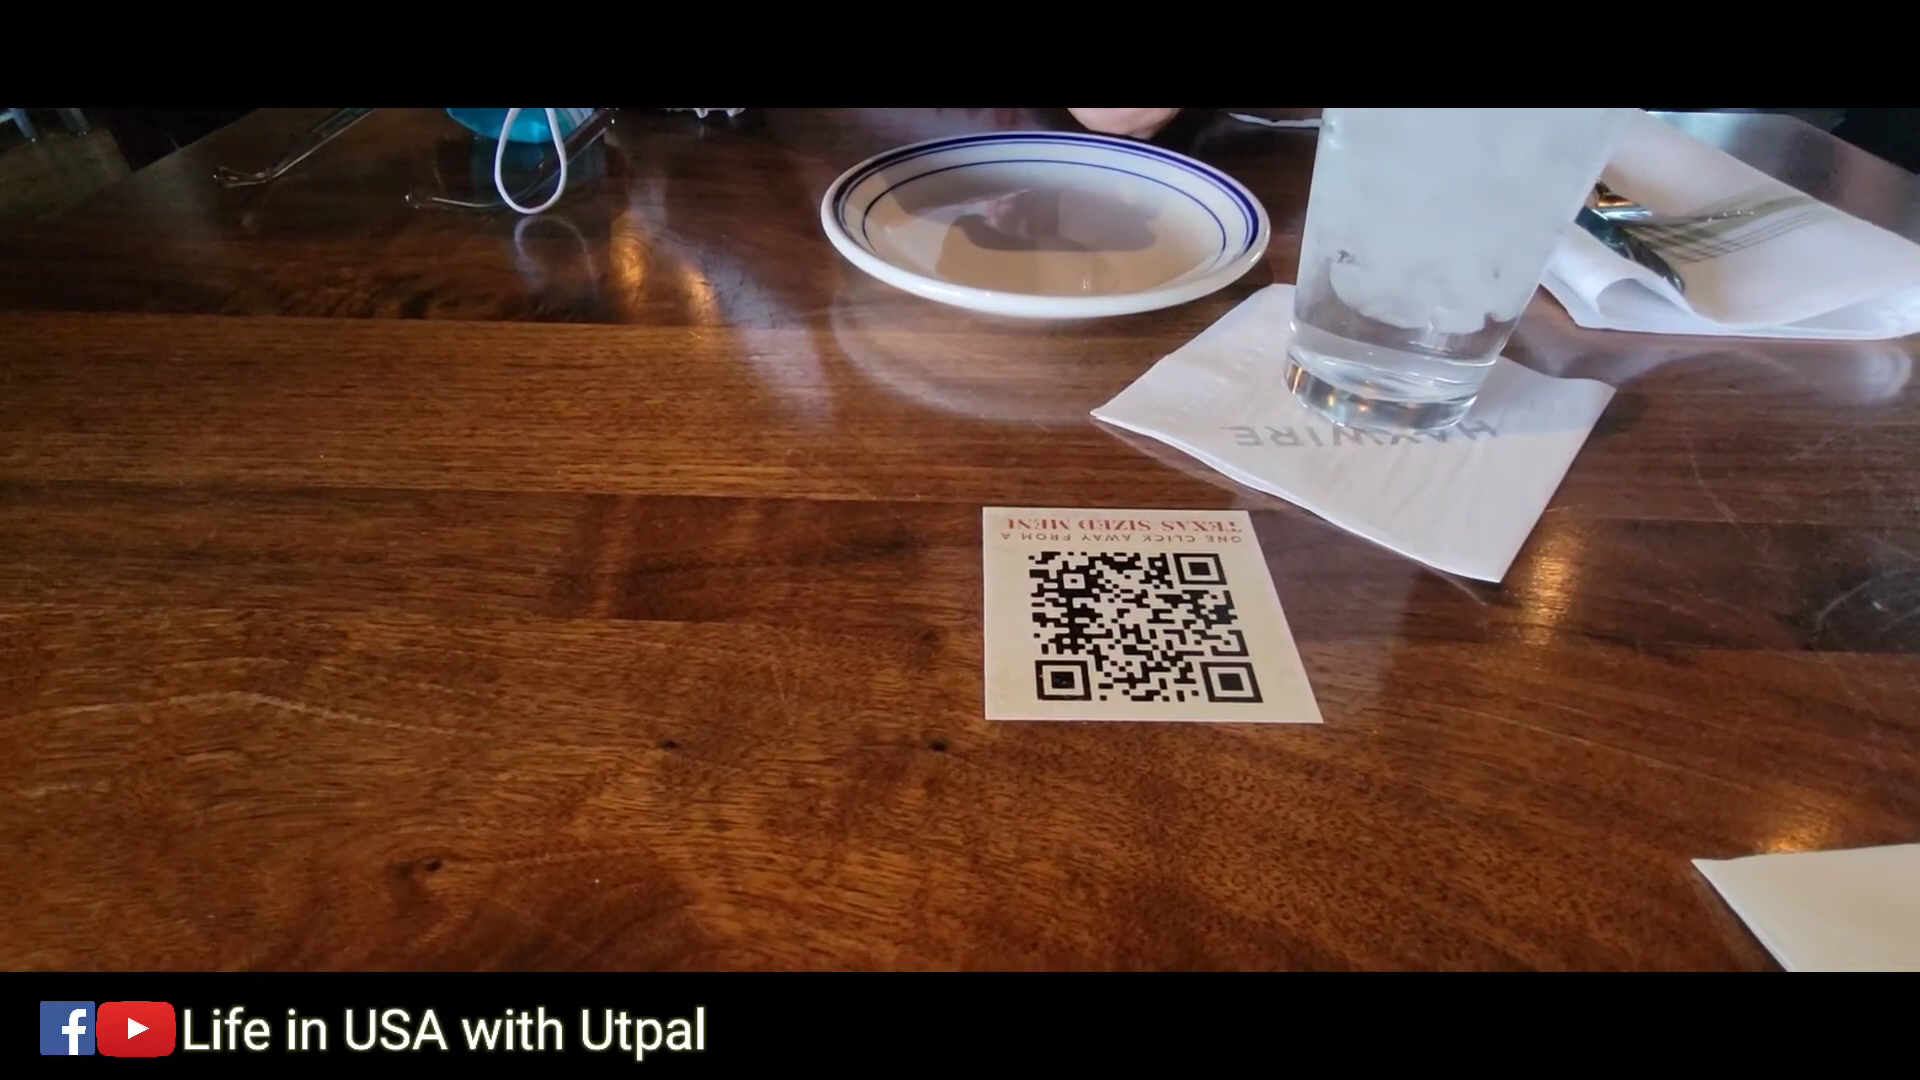 HAYWIRE.
ONE CLICK AWAY FROM A
TEXAS-SIZED MENU
Life in USA with Utpal